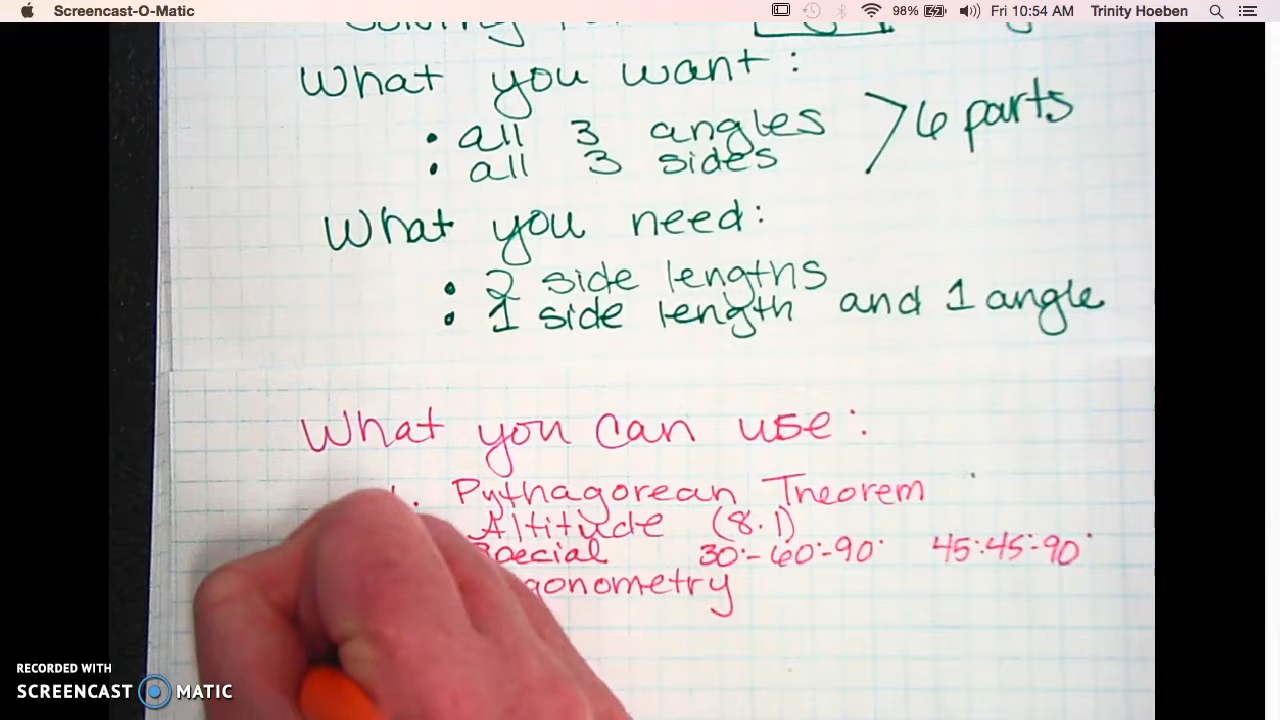 Screencast-O-Matic 98% Fri 10:54 AM Trinity Hoeben
What you want:
• all 3 angles
• all 3 sides
> 6 parts
What you need:
• 2 side lengths
• 1 side length and 1 angle
What you can use:
Pythagorean Theorem
Altitude (8.1)
Special 30°-60°-90° 45°-45°-90°
gonometry
RECORDED WITH
SCREENCAST MATIC